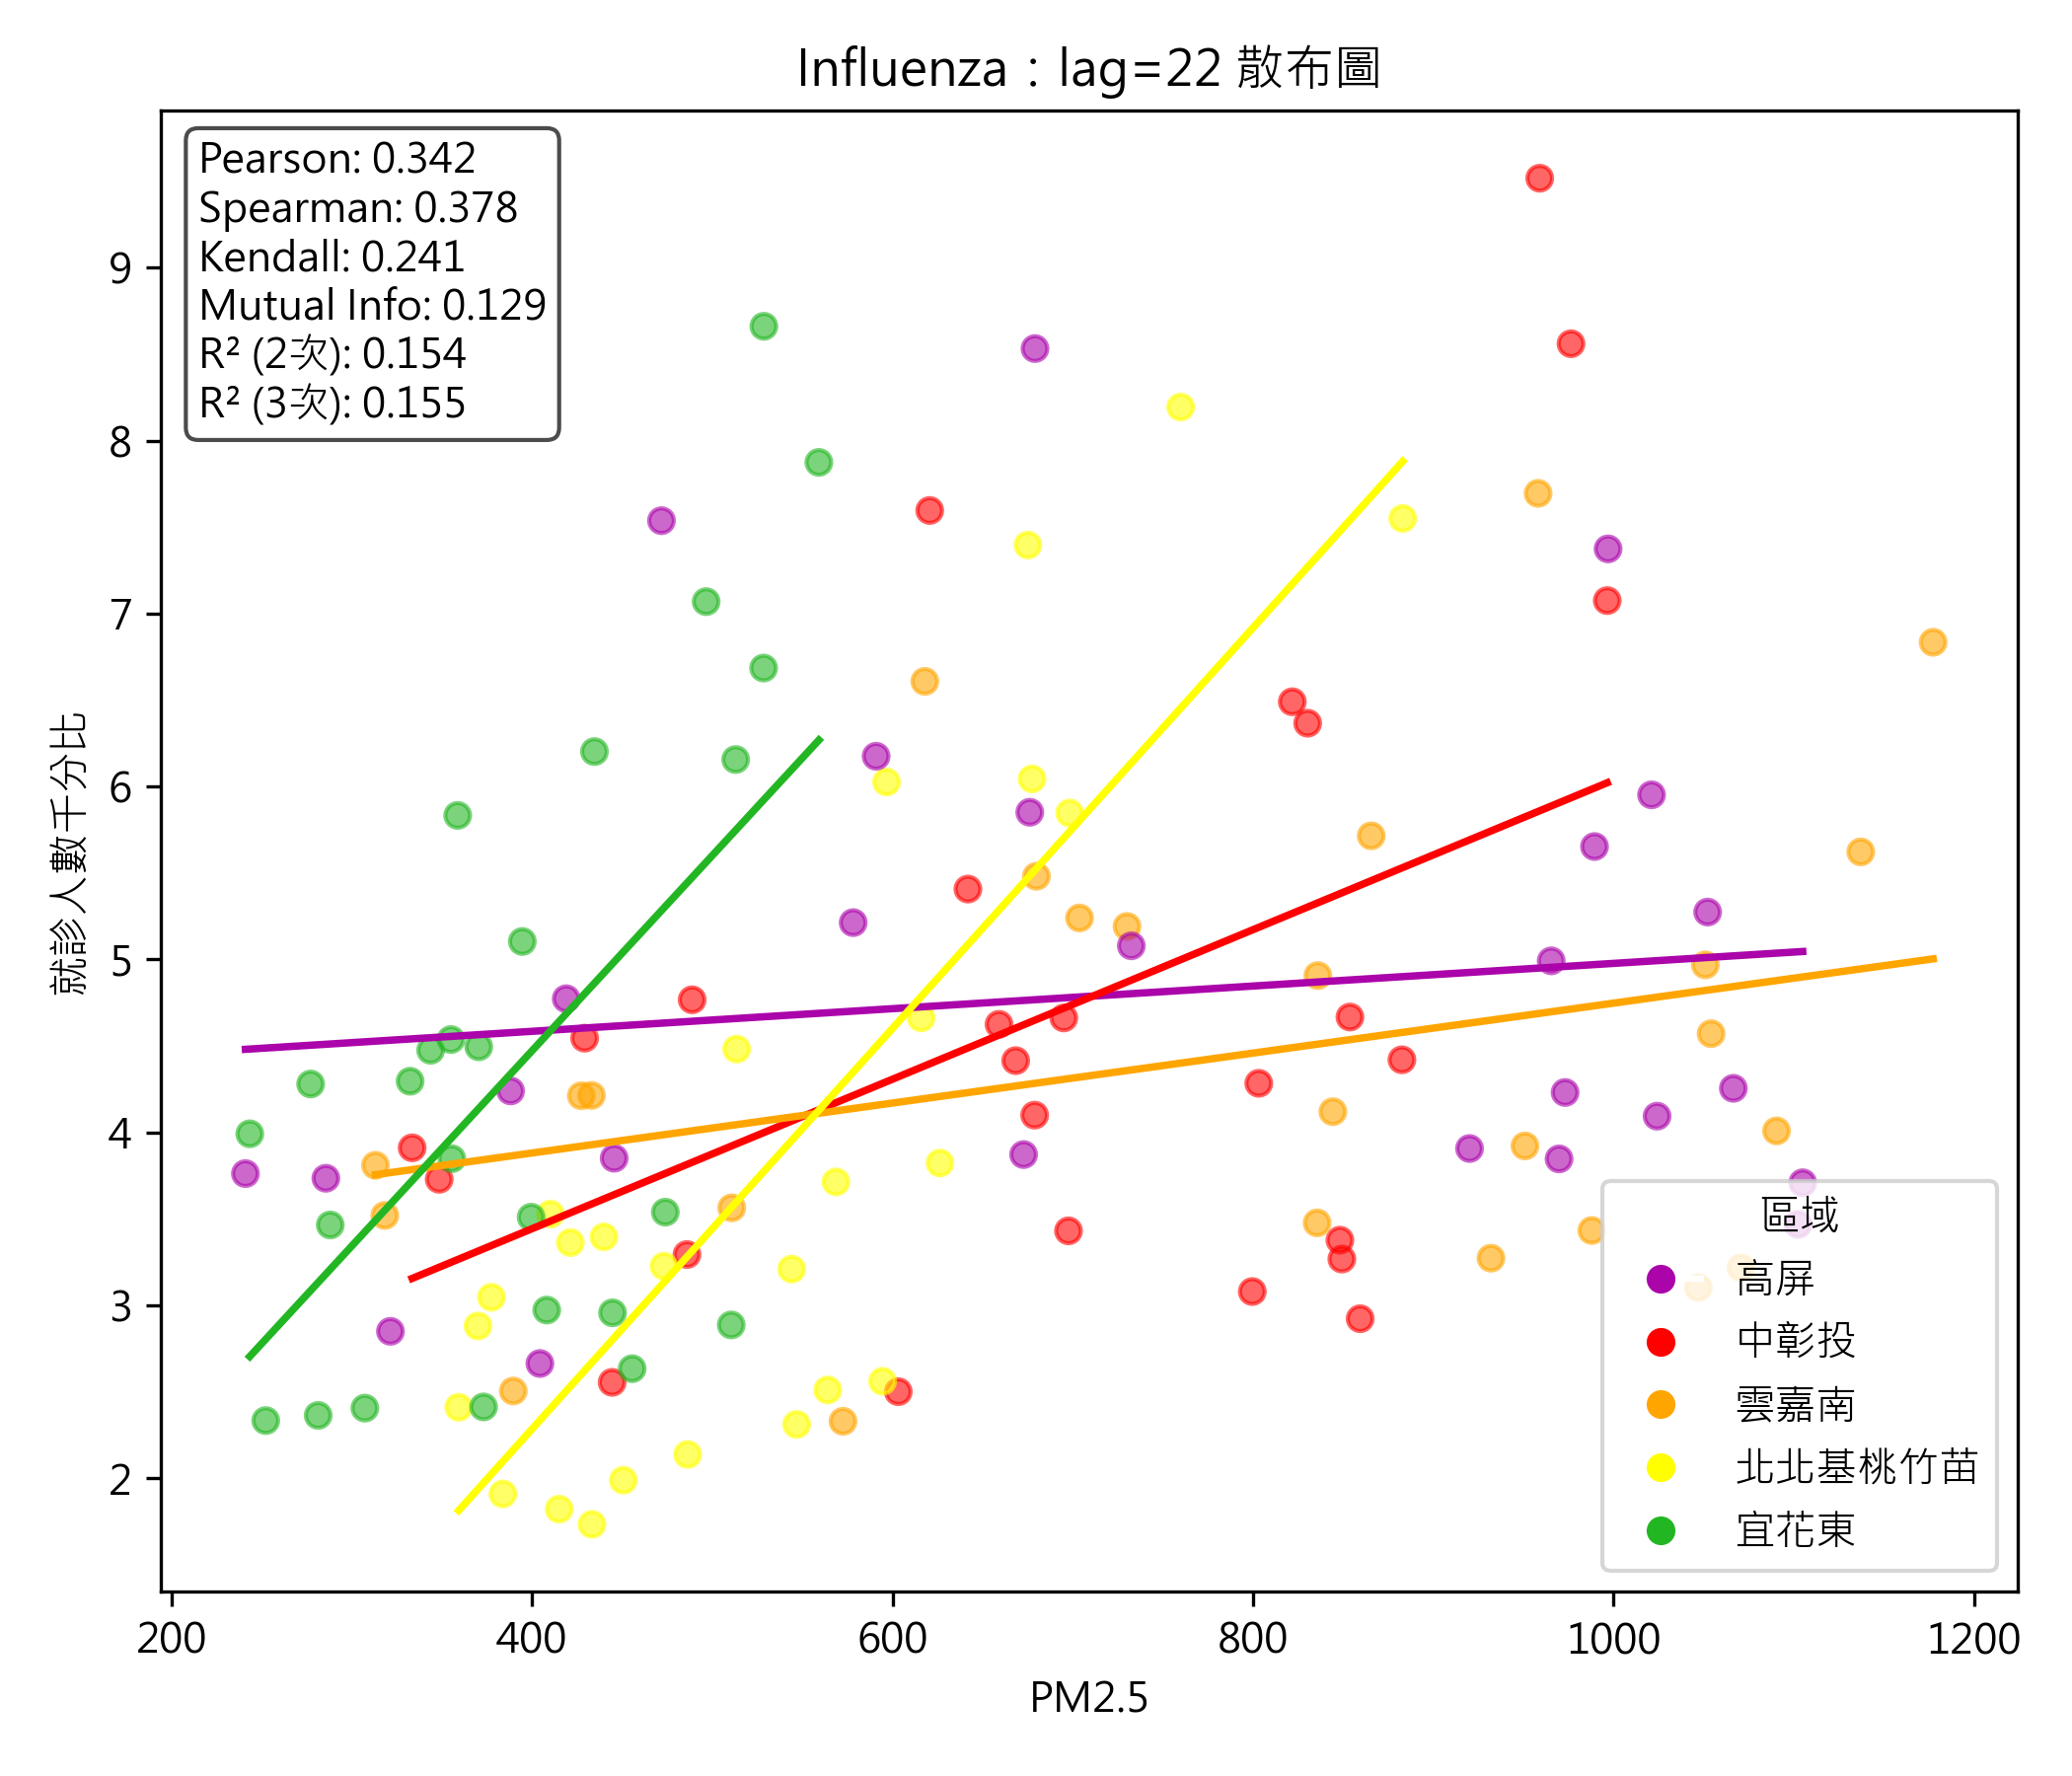 Influenza：lag=22 散布圖
Pearson: 0.342
Spearman: 0.378
Kendall: 0.241
Mutual Info: 0.129
R² (2次): 0.154
R² (3次): 0.155
就診人數千分比
9
8
7
6
5
4
3
2
區域
高屏
中彰投
雲嘉南
北北基桃竹苗
宜花東
200 400 600 800 1000 1200
PM2.5